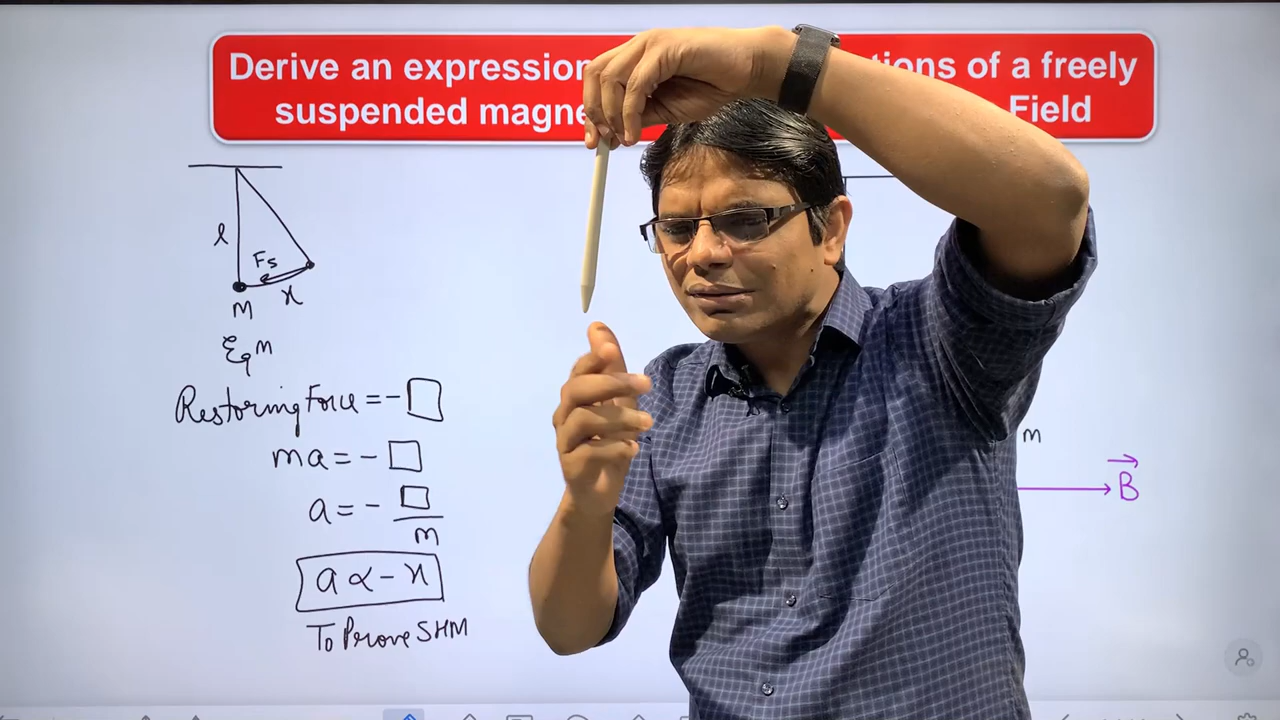 Derive an expression tions of a freely
suspended magne Field
l
Fs
M
x
Eqm
Restoring Force = - □
ma = - □
a = - □
m
a ∝ - x
To Prove SHM
m
B